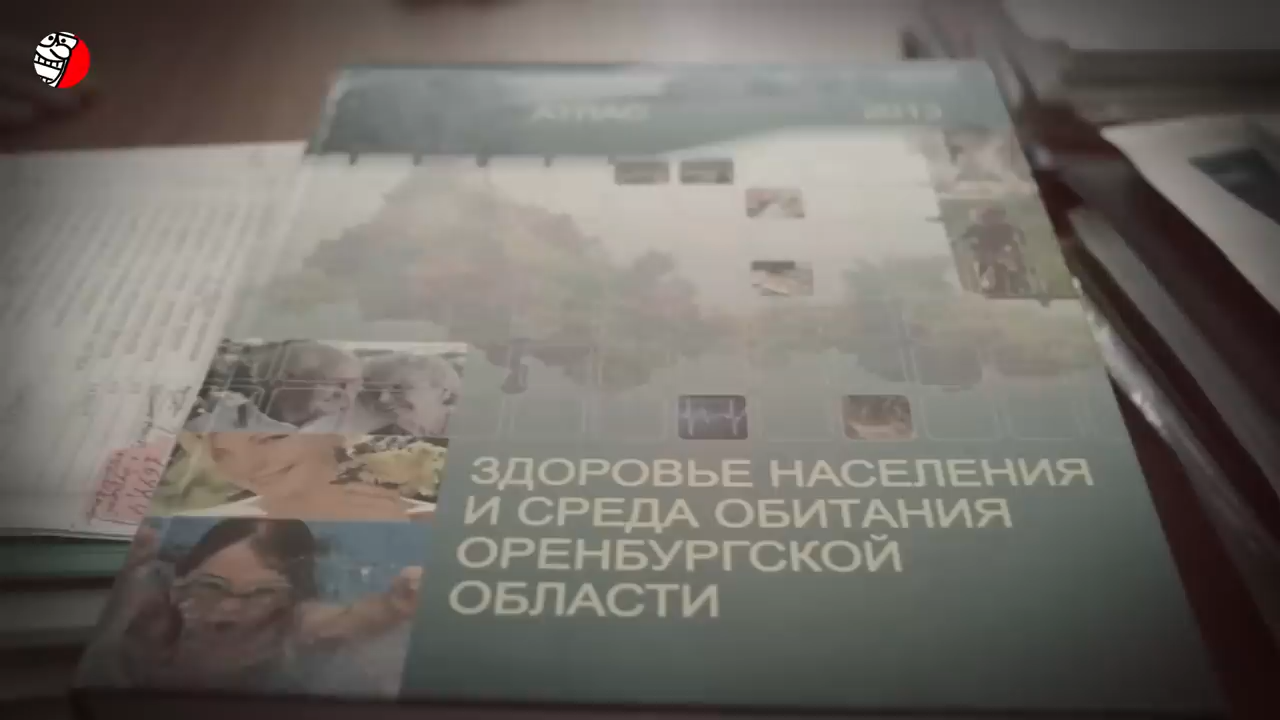 АТЛАС 2013
ЗДОРОВЬЕ НАСЕЛЕНИЯ
И СРЕДА ОБИТАНИЯ
ОРЕНБУРГСКОЙ
ОБЛАСТИ